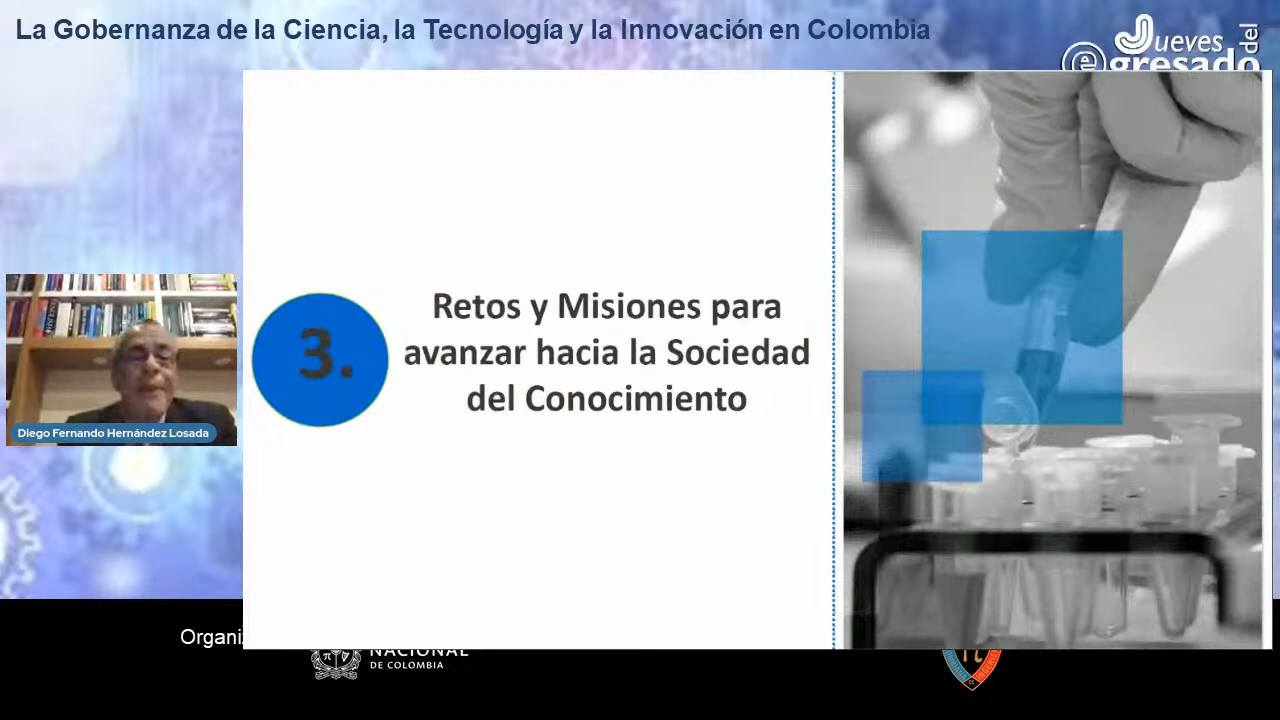 La Gobernanza de la Ciencia, la Tecnología y la Innovación en Colombia
Jueves
del
egresado
3.
Retos y Misiones para
avanzar hacia la Sociedad
del Conocimiento
Diego Fernando Hernández Losada
Organi
NACIONAL
DE COLOMBIA